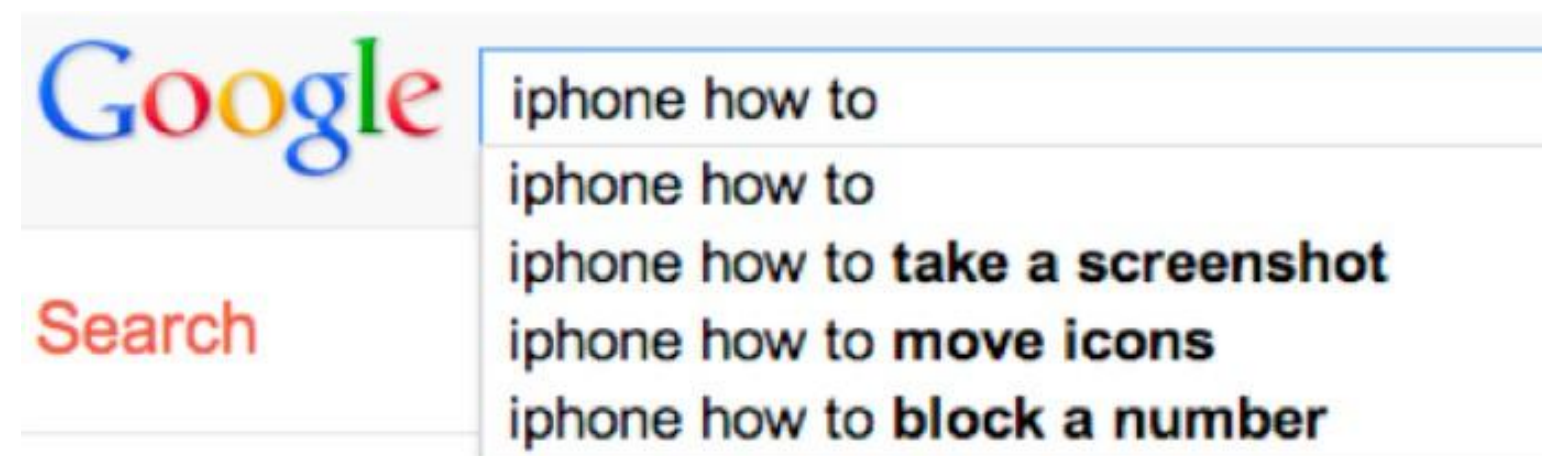 Google
iphone how to
iphone how to
iphone how to take a screenshot
Search
iphone how to move icons
iphone how to block a number